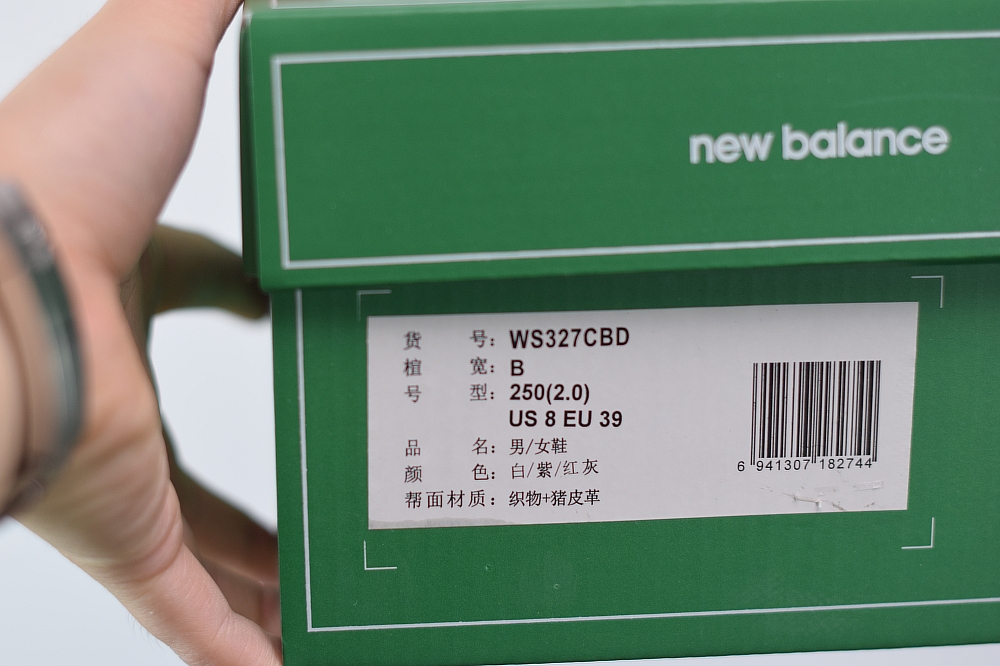 new balance
货 号：WS327CBD
楦 宽：B
号 型：250(2.0)
US 8 EU 39
品 名：男/女鞋
颜 色：白/紫/红灰
帮面材质：织物+猪皮革
6 941307 182744